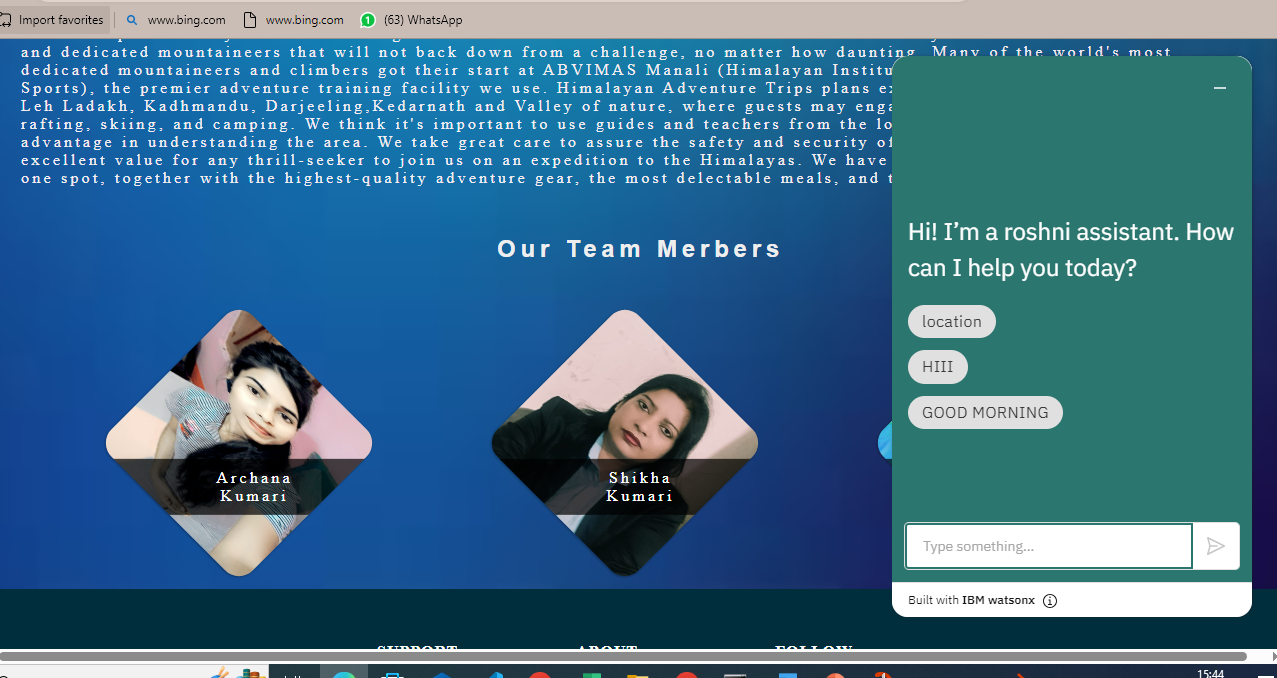 Import favorites
www.bing.com
www.bing.com
1
(63) WhatsApp
and dedicated mountaineers that will not back down from a challenge, no matter how daunting. Many of the world's most
dedicated mountaineers and climbers got their start at ABVIMAS Manali (Himalayan Institu
Sports), the premier adventure training facility we use. Himalayan Adventure Trips plans ex
Leh Ladakh, Kadhmandu, Darjeeling,Kedarnath and Valley of nature, where guests may enga
rafting, skiing, and camping. We think it's important to use guides and teachers from the lo
advantage in understanding the area. We take great care to assure the safety and security of
excellent value for any thrill-seeker to join us on an expedition to the Himalayas. We have
one spot, together with the highest-quality adventure gear, the most delectable meals, and t
Our Team Merbers
Archana
Kumari
Shikha
Kumari
Hi! I’m a roshni assistant. How
can I help you today?
location
HIII
GOOD MORNING
Type something...
Built with IBM watsonx
SUPPORT
ABOUT
FOLLOW
15:44